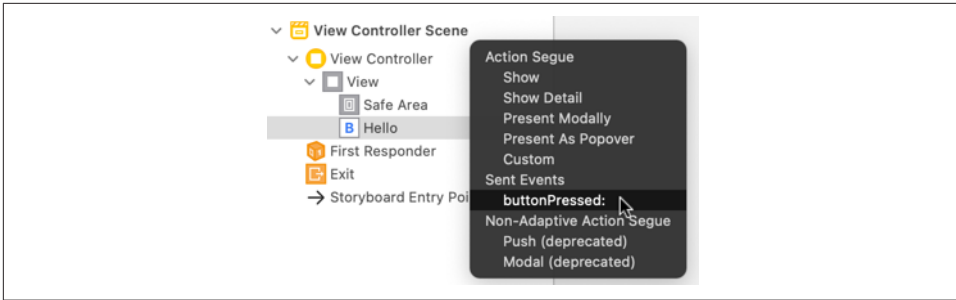 View Controller Scene
View Controller
View
Safe Area
B Hello
First Responder
Exit
Storyboard Entry Poi
Action Segue
Show
Show Detail
Present Modally
Present As Popover
Custom
Sent Events
buttonPressed:
Non-Adaptive Action Segue
Push (deprecated)
Modal (deprecated)